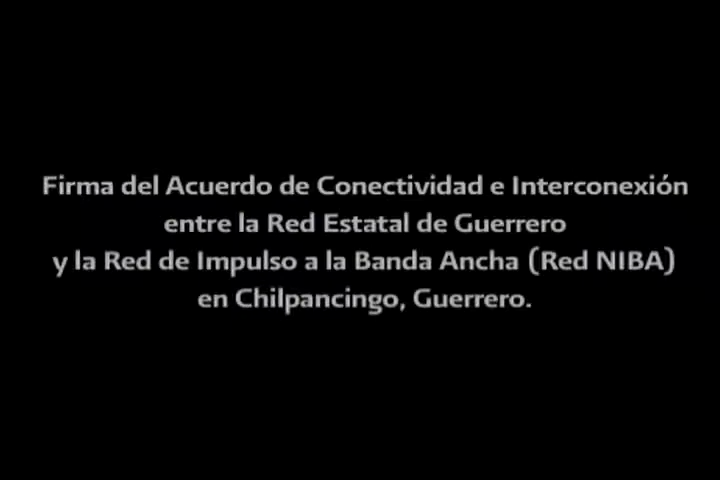 Firma del Acuerdo de Conectividad e Interconexión
entre la Red Estatal de Guerrero
y la Red de Impulso a la Banda Ancha (Red NIBA)
en Chilpancingo, Guerrero.